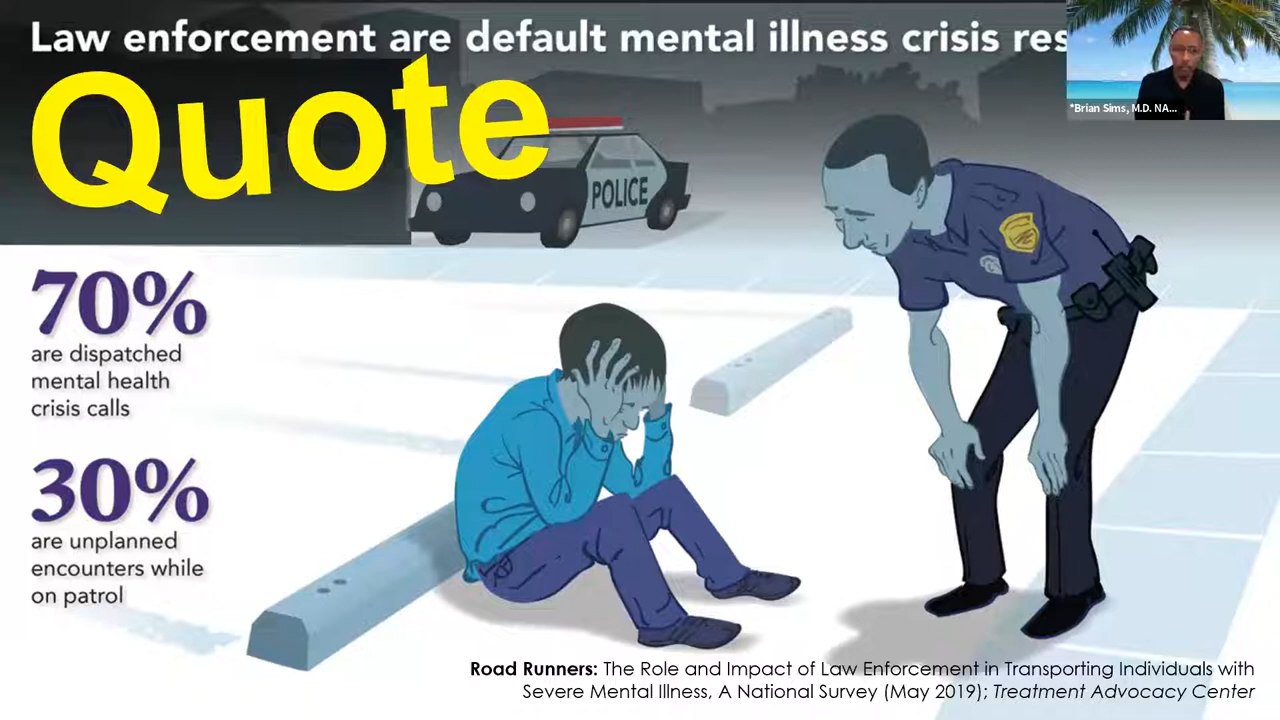 Law enforcement are default mental illness crisis res
*Brian Sims, M.D. NA...
Quote
POLICE
70%
are dispatched
mental health
crisis calls
30%
are unplanned
encounters while
on patrol
Road Runners: The Role and Impact of Law Enforcement in Transporting Individuals with
Severe Mental Illness, A National Survey (May 2019); Treatment Advocacy Center